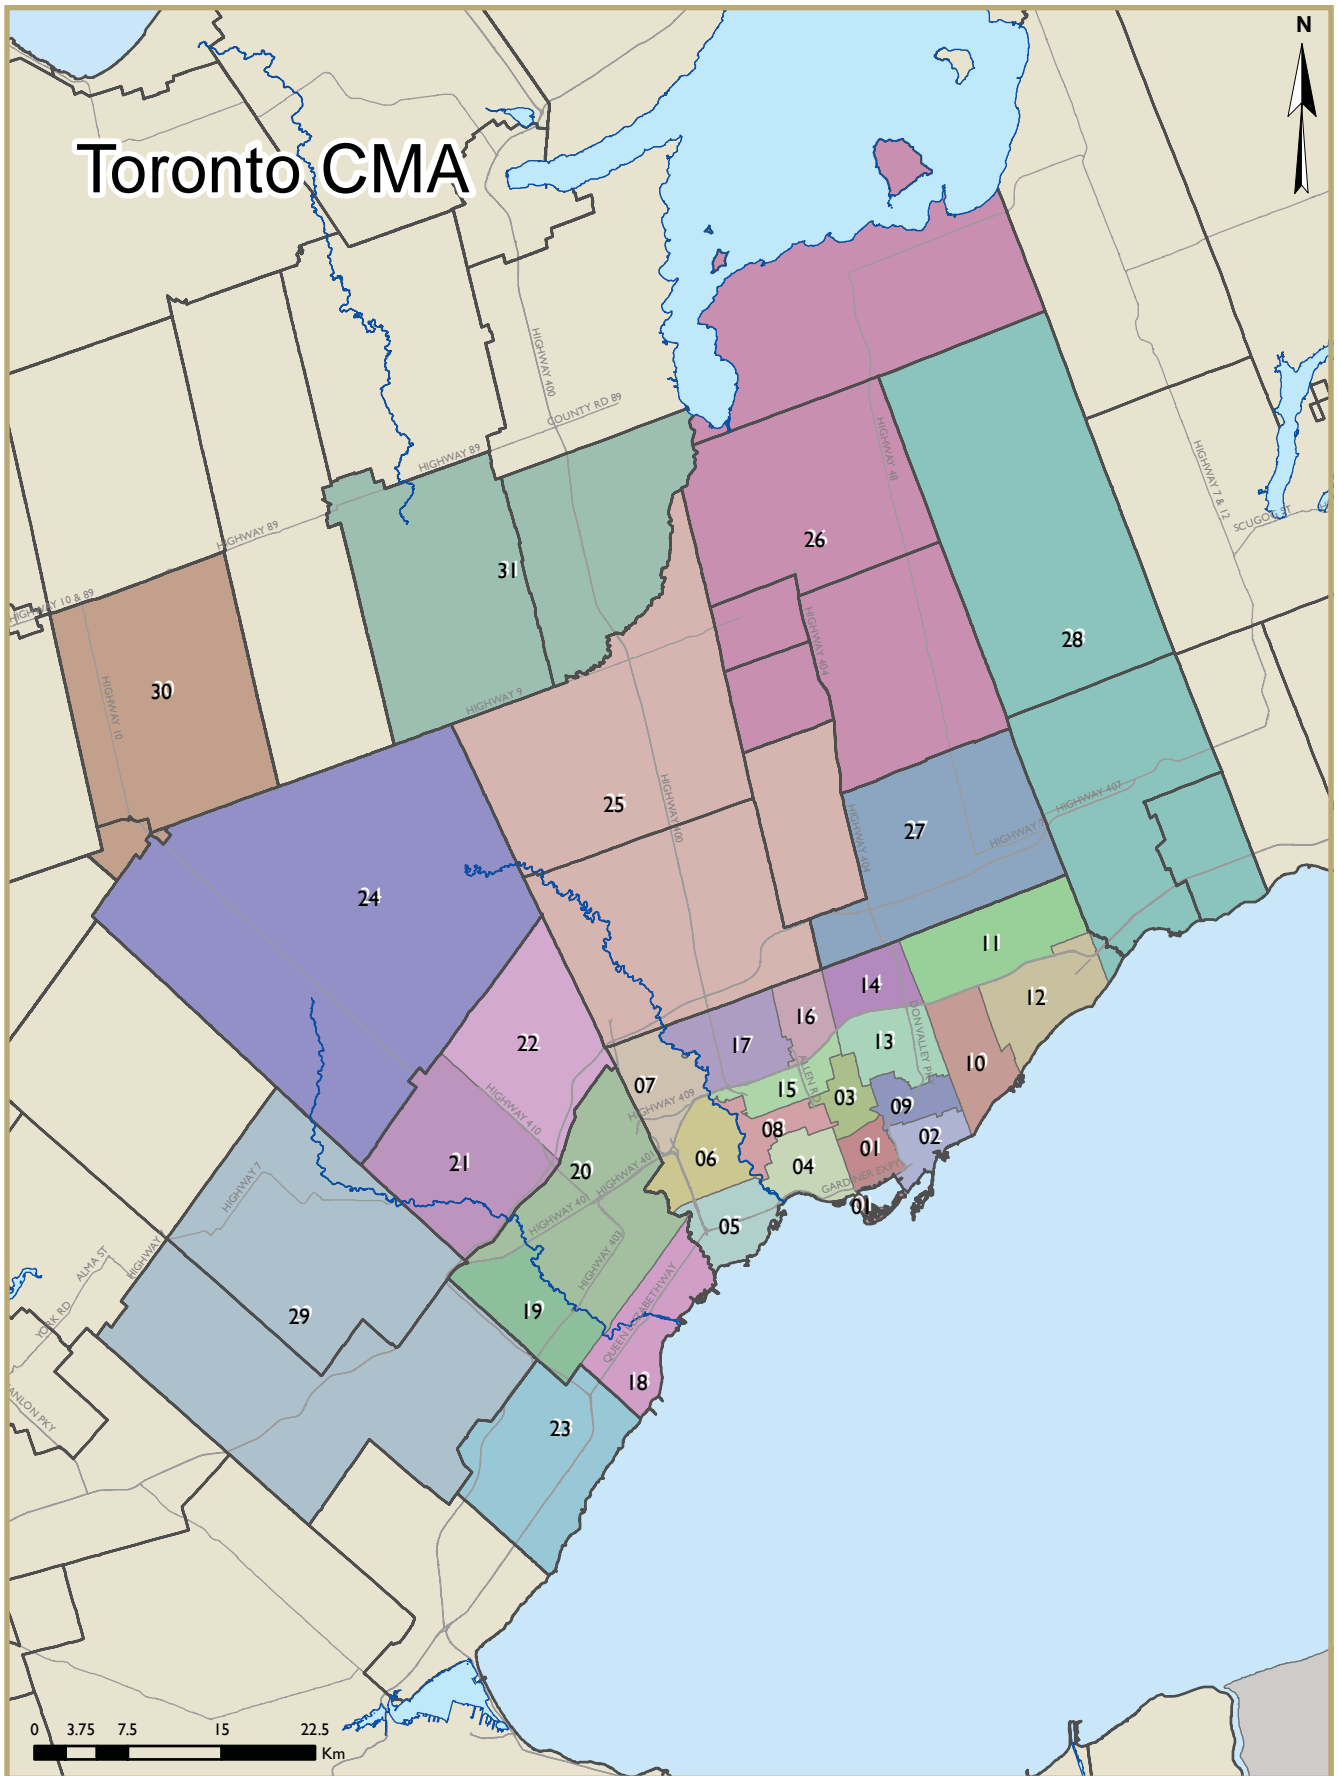 N
Toronto CMA
HIGHWAY 400
COUNTY RD 89
HIGHWAY 89
HIGHWAY 48
HIGHWAY 7 & 12
SCUGOG ST
HIGHWAY 89
31
26
HIGHWAY 10 & 89
28
HIGHWAY 404
30
HIGHWAY 10
HIGHWAY 9
25
HIGHWAY 400
27
HIGHWAY 407
HIGHWAY 404
HIGHWAY 7
24
11
14
12
16
22
17
13
DON VALLEY PK
10
07
15
ALLEN RD
03
HIGHWAY 409
09
HIGHWAY 410
08
02
01
21
20
06
04
HIGHWAY 401
GARDINER EXPY
HIGHWAY 7
01
HIGHWAY 401
05
ALMA ST
HIGHWAY
HIGHWAY 403
YORK RD
29
19
QUEEN ELIZABETH WAY
18
ANLON PKY
23
0 3.75 7.5 15 22.5
Km